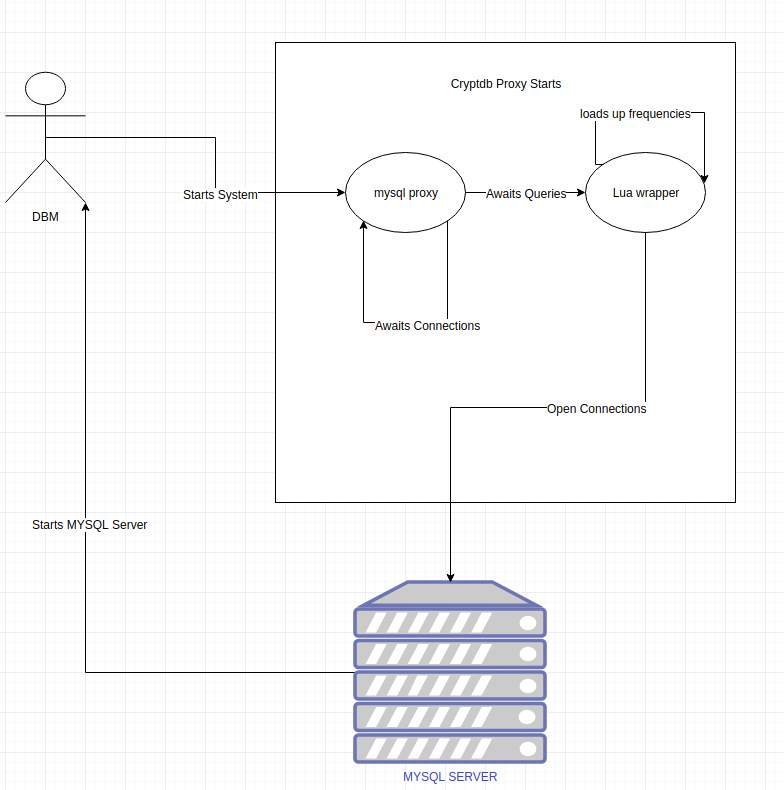 Cryptdb Proxy Starts
loads up frequencies
mysql proxy
Awaits Queries
Lua wrapper
Starts System
DBM
Awaits Connections
Open Connections
Starts MYSQL Server
MYSQL SERVER